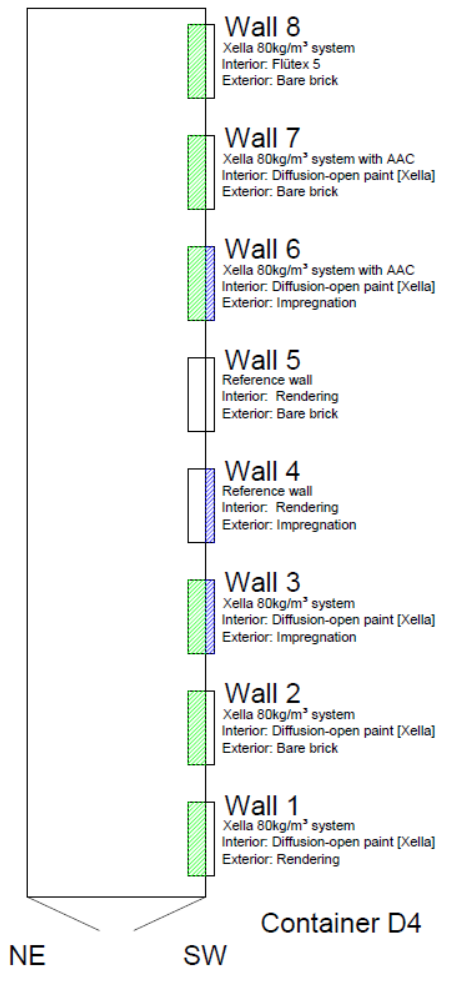 Wall 8
Xella 80kg/m³ system
Interior: Flütex 5
Exterior: Bare brick
Wall 7
Xella 80kg/m³ system with AAC
Interior: Diffusion-open paint [Xella]
Exterior: Bare brick
Wall 6
Xella 80kg/m³ system with AAC
Interior: Diffusion-open paint [Xella]
Exterior: Impregnation
Wall 5
Reference wall
Interior: Rendering
Exterior: Bare brick
Wall 4
Reference wall
Interior: Rendering
Exterior: Impregnation
Wall 3
Xella 80kg/m³ system
Interior: Diffusion-open paint [Xella]
Exterior: Impregnation
Wall 2
Xella 80kg/m³ system
Interior: Diffusion-open paint [Xella]
Exterior: Bare brick
Wall 1
Xella 80kg/m³ system
Interior: Diffusion-open paint [Xella]
Exterior: Rendering
Container D4
NE SW